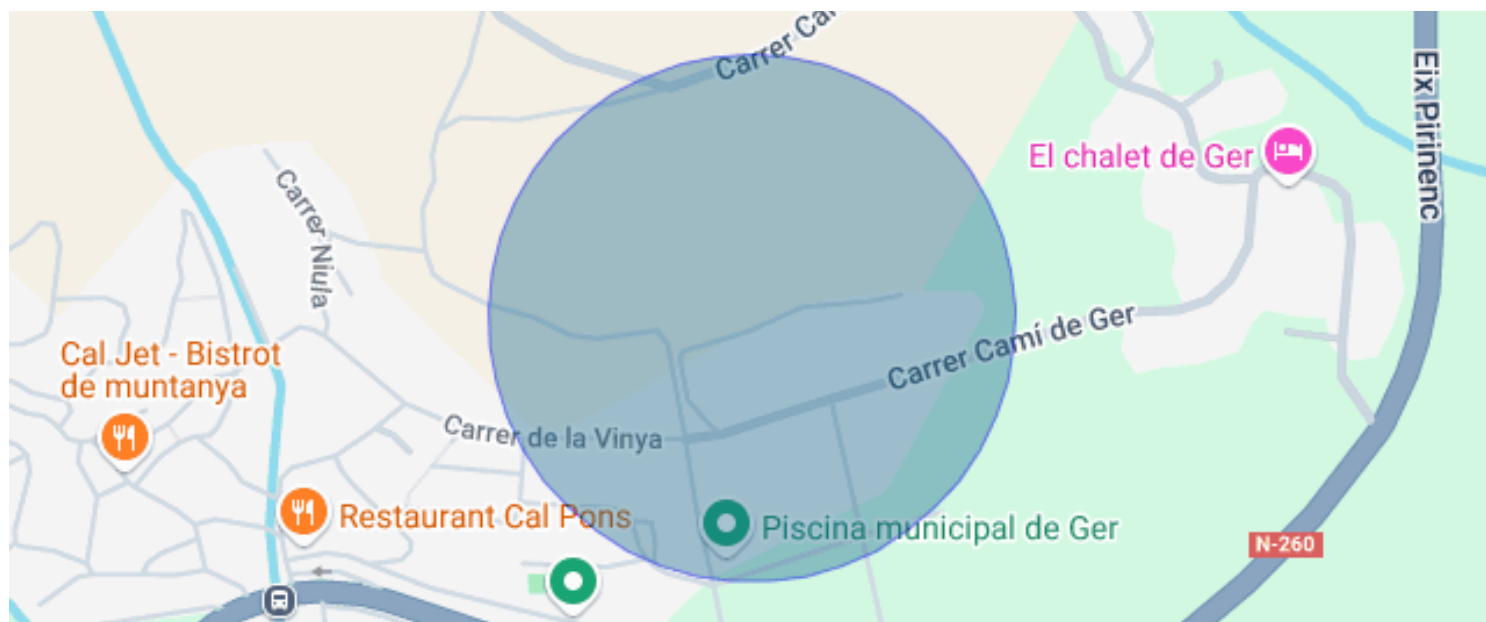 Carrer Ca
Eix Pirinenc
El chalet de Ger
Carrer Niula
Cal Jet - Bistrot
de muntanya
Carrer Camí de Ger
Carrer de la Vinya
Restaurant Cal Pons
Piscina municipal de Ger
N-260